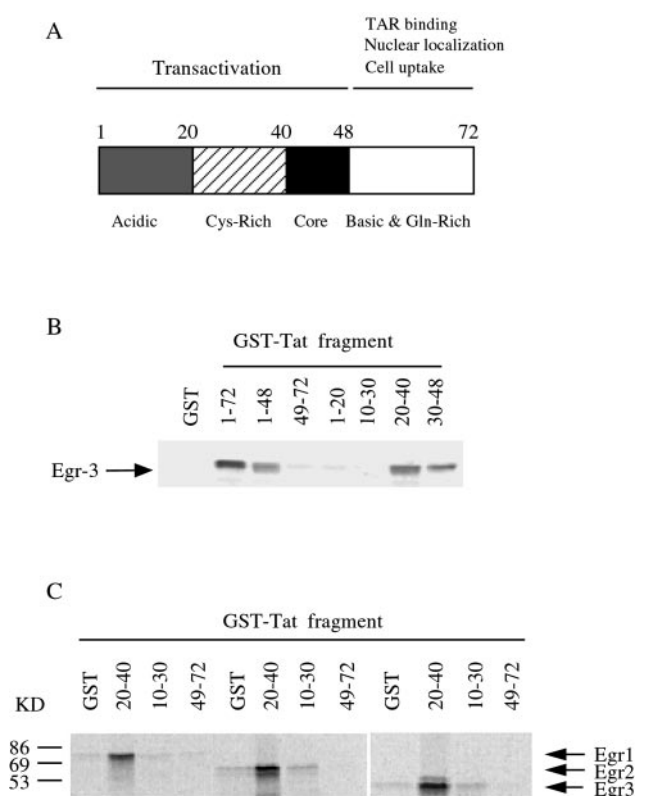 A
TAR binding
Nuclear localization
Cell uptake
Transactivation
1 20 40 48 72
Acidic Cys-Rich Core Basic & Gln-Rich
B
GST-Tat fragment
GST 1-72 1-48 49-72 1-20 10-30 20-40 30-48
Egr-3
C
GST-Tat fragment
GST 20-40 10-30 49-72 GST 20-40 10-30 49-72 GST 20-40 10-30 49-72
KD
86 Egr1
69 Egr2
53 Egr3